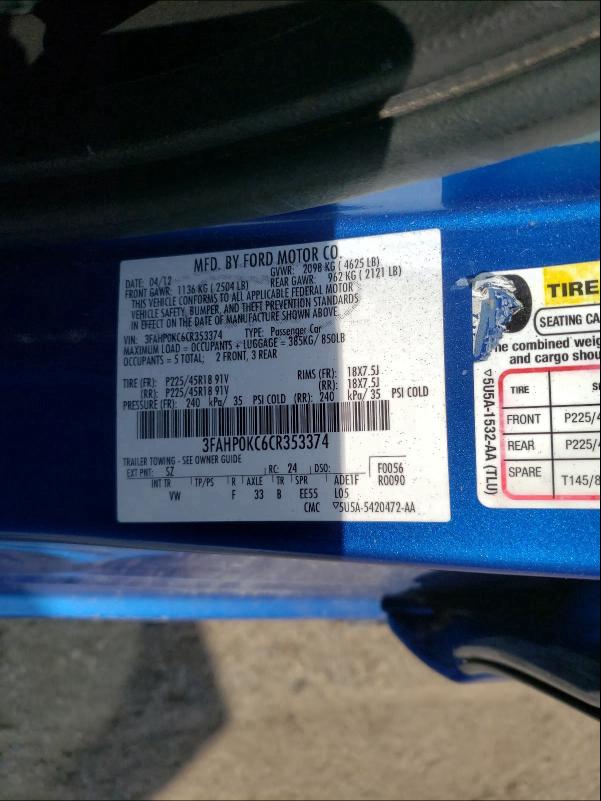 MFD. BY FORD MOTOR CO.
DATE: 04/12 GVWR: 2098 KG ( 4625 LB)
FRONT GAWR: 1136 KG ( 2504 LB) REAR GAWR: 962 KG ( 2121 LB)
THIS VEHICLE CONFORMS TO ALL APPLICABLE FEDERAL MOTOR
VEHICLE SAFETY, BUMPER, AND THEFT PREVENTION STANDARDS
IN EFFECT ON THE DATE OF MANUFACTURE SHOWN ABOVE.
VIN: 3FAHP0KC6CR353374 TYPE: Passenger Car
MAXIMUM LOAD = OCCUPANTS + LUGGAGE = 385KG/ 850LB
OCCUPANTS = 5 TOTAL; 2 FRONT, 3 REAR
TIRE (FR): P225/45R18 91V RIMS (FR): 18X7.5J
(RR): P225/45R18 91V (RR): 18X7.5J
PRESSURE (FR): 240 kPa/ 35 PSI COLD (RR): 240 kPa/ 35 PSI COLD
3FAHP0KC6CR353374
TRAILER TOWING - SEE OWNER GUIDE
EXT PNT: SZ RC: 24 DSO: F0056
INT TR TP/PS R AXLE TR SPR ADE1F R0090
VW F 33 B EE55 L05
CMC ▽5U5A-5420472-AA
TIRE
SEATING CA
he combined weig
and cargo shou
▽5U5A-1532-AA (TLU)
TIRE
FRONT P225/4
REAR P225/4
SPARE T145/8